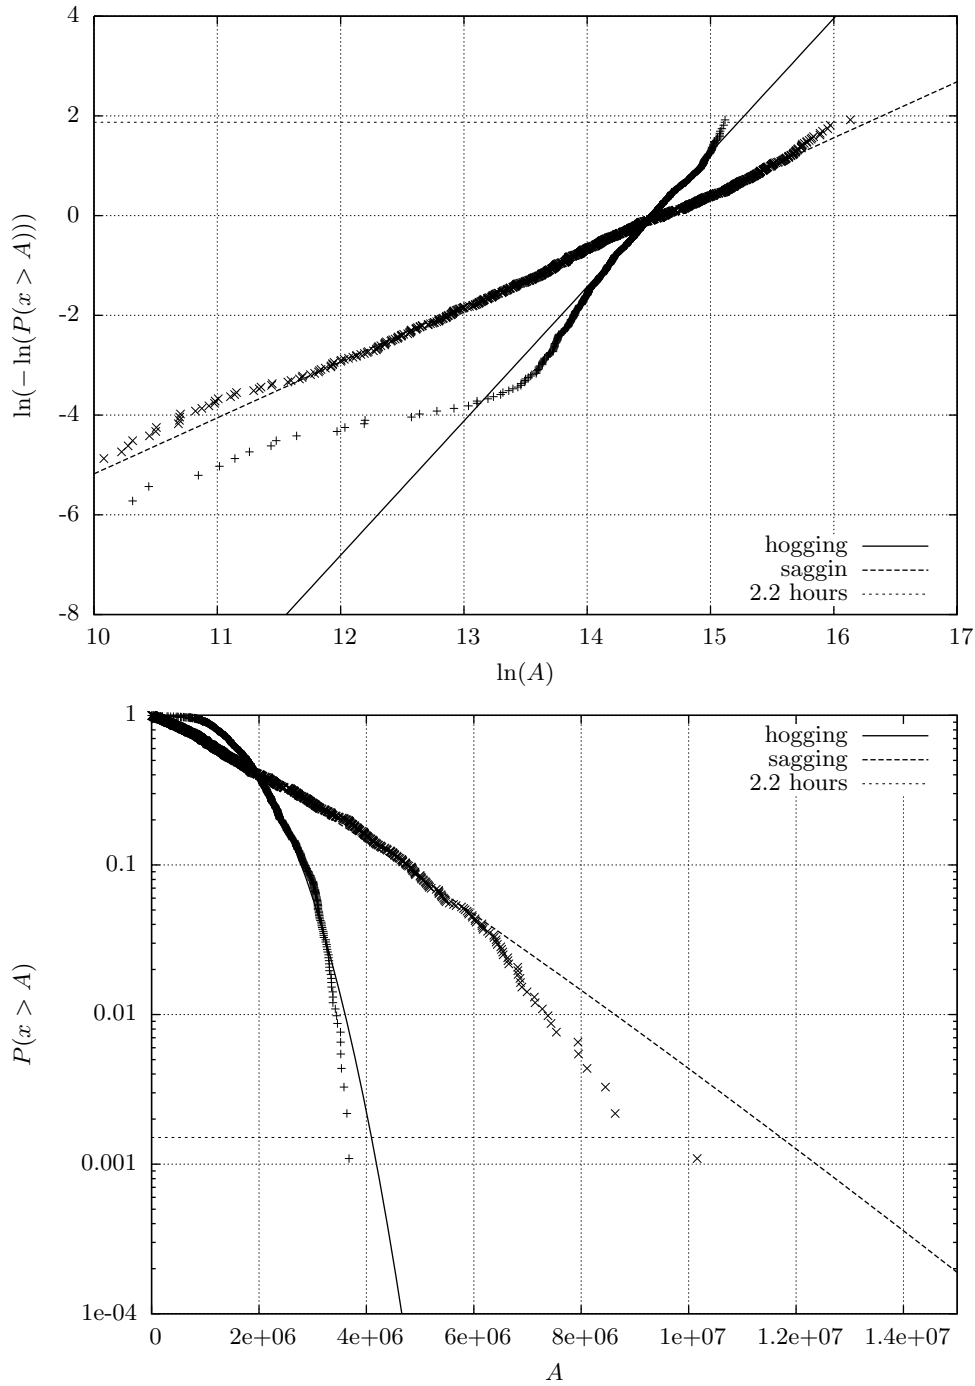 4
2
0
-2
-4
-6
-8
ln(− ln(P(x > A)))
hogging
saggin
2.2 hours
10 11 12 13 14 15 16 17
ln(A)
1
0.1
0.01
0.001
1e-04
P(x > A)
hogging
sagging
2.2 hours
0 2e+06 4e+06 6e+06 8e+06 1e+07 1.2e+07 1.4e+07
A